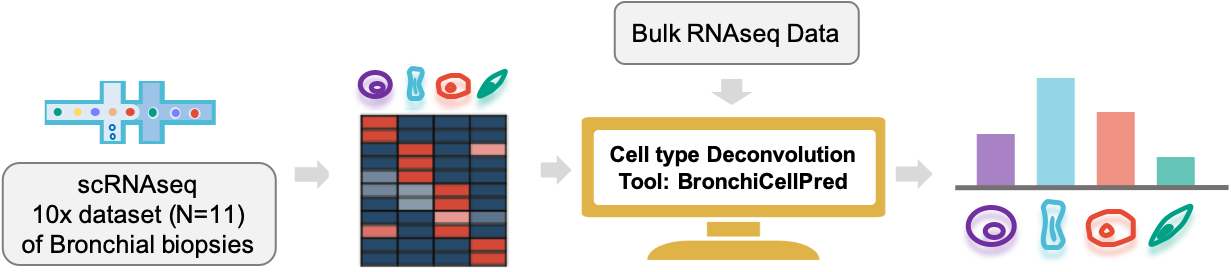 Bulk RNAseq Data
scRNAseq
10x dataset (N=11)
of Bronchial biopsies
Cell type Deconvolution
Tool: BronchiCellPred